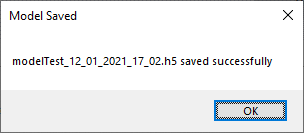 Model Saved
modelTest_12_01_2021_17_02.h5 saved successfully
OK